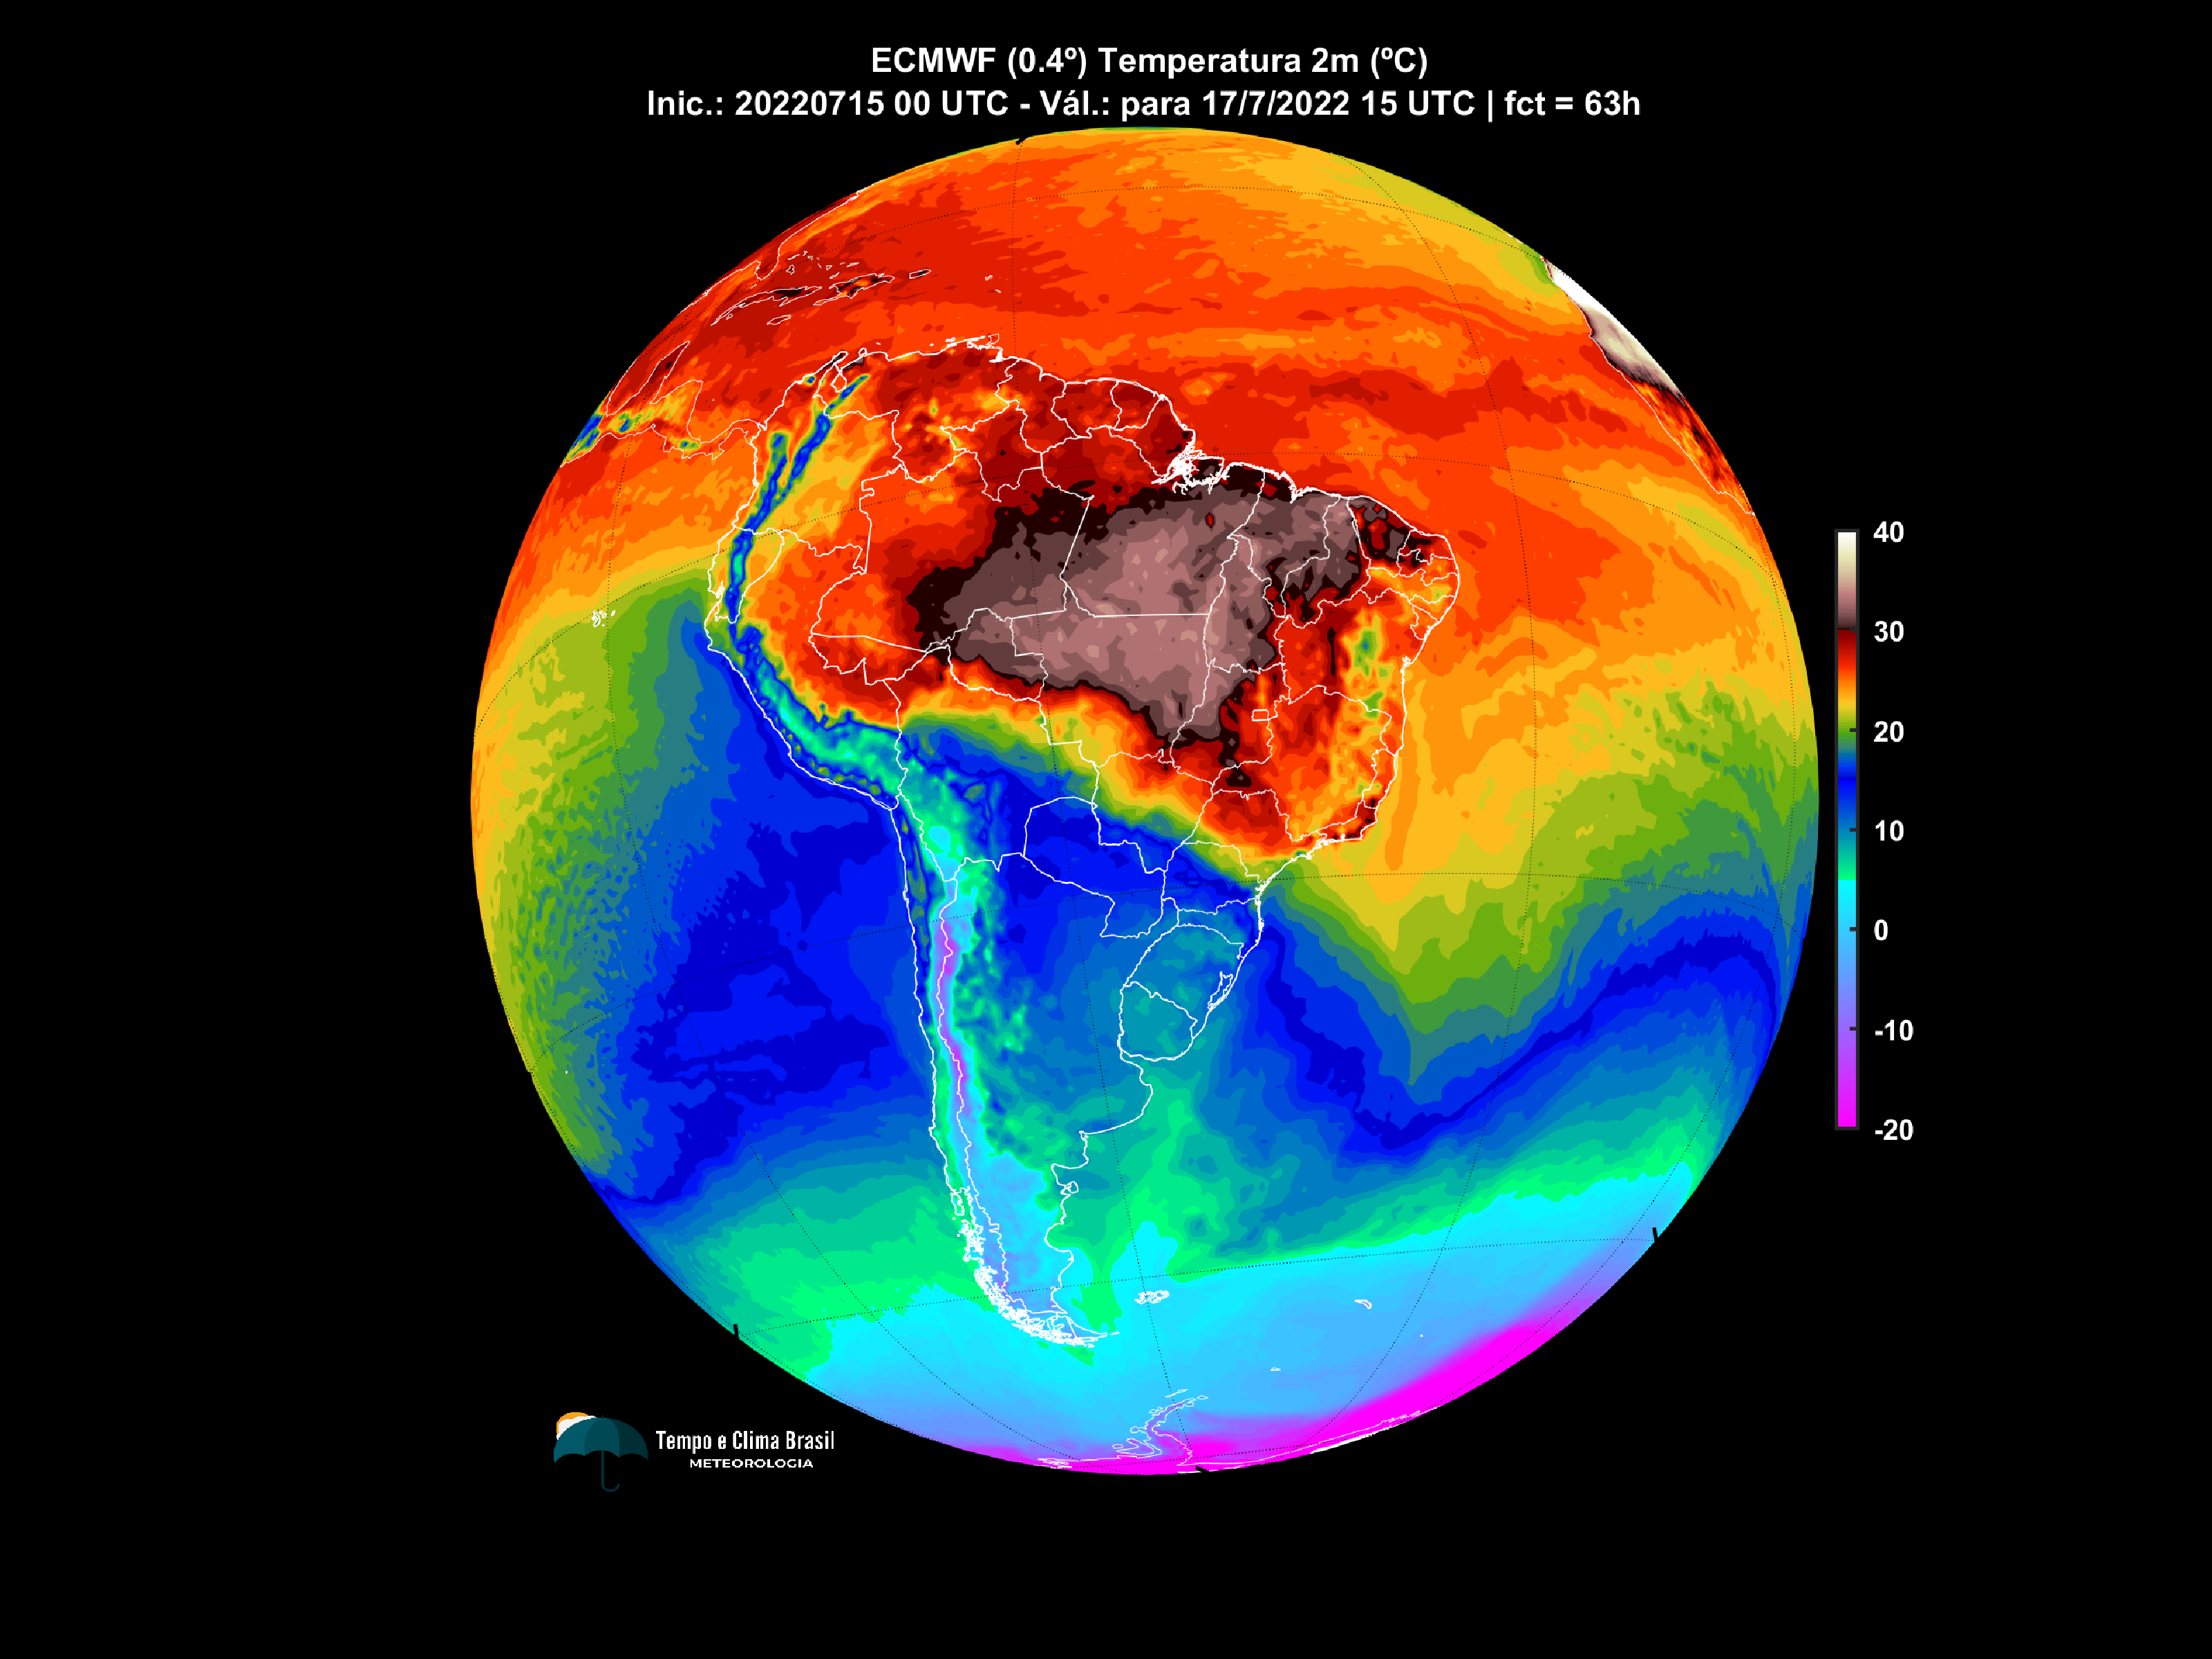 ECMWF (0.4º) Temperatura 2m (ºC)
Inic.: 20220715 00 UTC - Vál.: para 17/7/2022 15 UTC | fct = 63h
40
30
20
10
0
-10
-20
Tempo e Clima Brasil
METEOROLOGIA